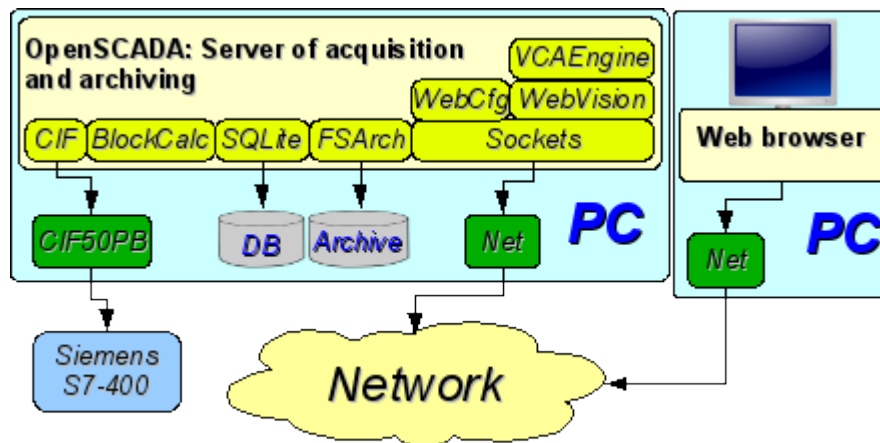 OpenSCADA: Server of acquisition
and archiving
VCAEngine
WebCfg WebVision
CIF BlockCalc SQLite FSArch Sockets
Web browser
CIF50PB
DB
Archive
Net
PC
Net
PC
Siemens
S7-400
Network